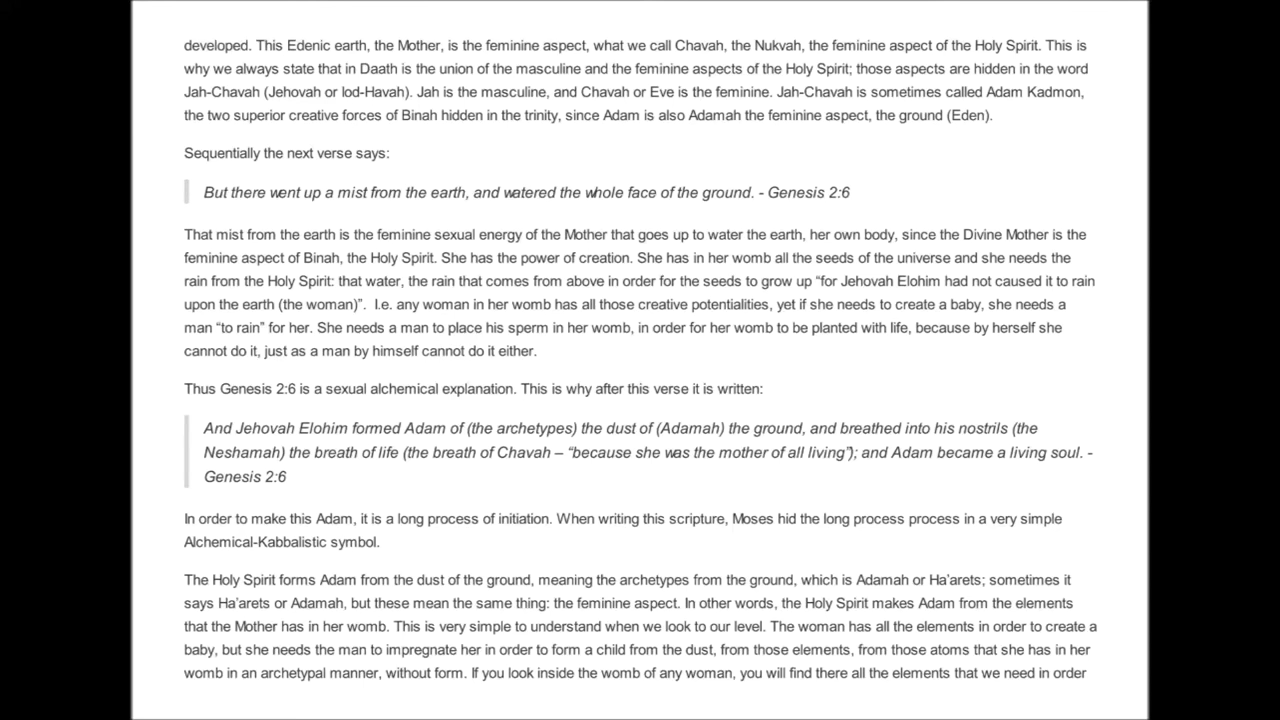 developed. This Edenic earth, the Mother, is the feminine aspect, what we call Chavah, the Nukvah, the feminine aspect of the Holy Spirit. This is
why we always state that in Daath is the union of the masculine and the feminine aspects of the Holy Spirit; those aspects are hidden in the word
Jah-Chavah (Jehovah or Iod-Havah). Jah is the masculine, and Chavah or Eve is the feminine. Jah-Chavah is sometimes called Adam Kadmon,
the two superior creative forces of Binah hidden in the trinity, since Adam is also Adamah the feminine aspect, the ground (Eden).
Sequentially the next verse says:
But there went up a mist from the earth, and watered the whole face of the ground. - Genesis 2:6
That mist from the earth is the feminine sexual energy of the Mother that goes up to water the earth, her own body, since the Divine Mother is the
feminine aspect of Binah, the Holy Spirit. She has the power of creation. She has in her womb all the seeds of the universe and she needs the
rain from the Holy Spirit: that water, the rain that comes from above in order for the seeds to grow up “for Jehovah Elohim had not caused it to rain
upon the earth (the woman)”. I.e. any woman in her womb has all those creative potentialities, yet if she needs to create a baby, she needs a
man “to rain” for her. She needs a man to place his sperm in her womb, in order for her womb to be planted with life, because by herself she
cannot do it, just as a man by himself cannot do it either.
Thus Genesis 2:6 is a sexual alchemical explanation. This is why after this verse it is written:
And Jehovah Elohim formed Adam of (the archetypes) the dust of (Adamah) the ground, and breathed into his nostrils (the
Neshamah) the breath of life (the breath of Chavah – “because she was the mother of all living”); and Adam became a living soul. -
Genesis 2:6
In order to make this Adam, it is a long process of initiation. When writing this scripture, Moses hid the long process process in a very simple
Alchemical-Kabbalistic symbol.
The Holy Spirit forms Adam from the dust of the ground, meaning the archetypes from the ground, which is Adamah or Ha’arets; sometimes it
says Ha’arets or Adamah, but these mean the same thing: the feminine aspect. In other words, the Holy Spirit makes Adam from the elements
that the Mother has in her womb. This is very simple to understand when we look to our level. The woman has all the elements in order to create a
baby, but she needs the man to impregnate her in order to form a child from the dust, from those elements, from those atoms that she has in her
womb in an archetypal manner, without form. If you look inside the womb of any woman, you will find there all the elements that we need in order